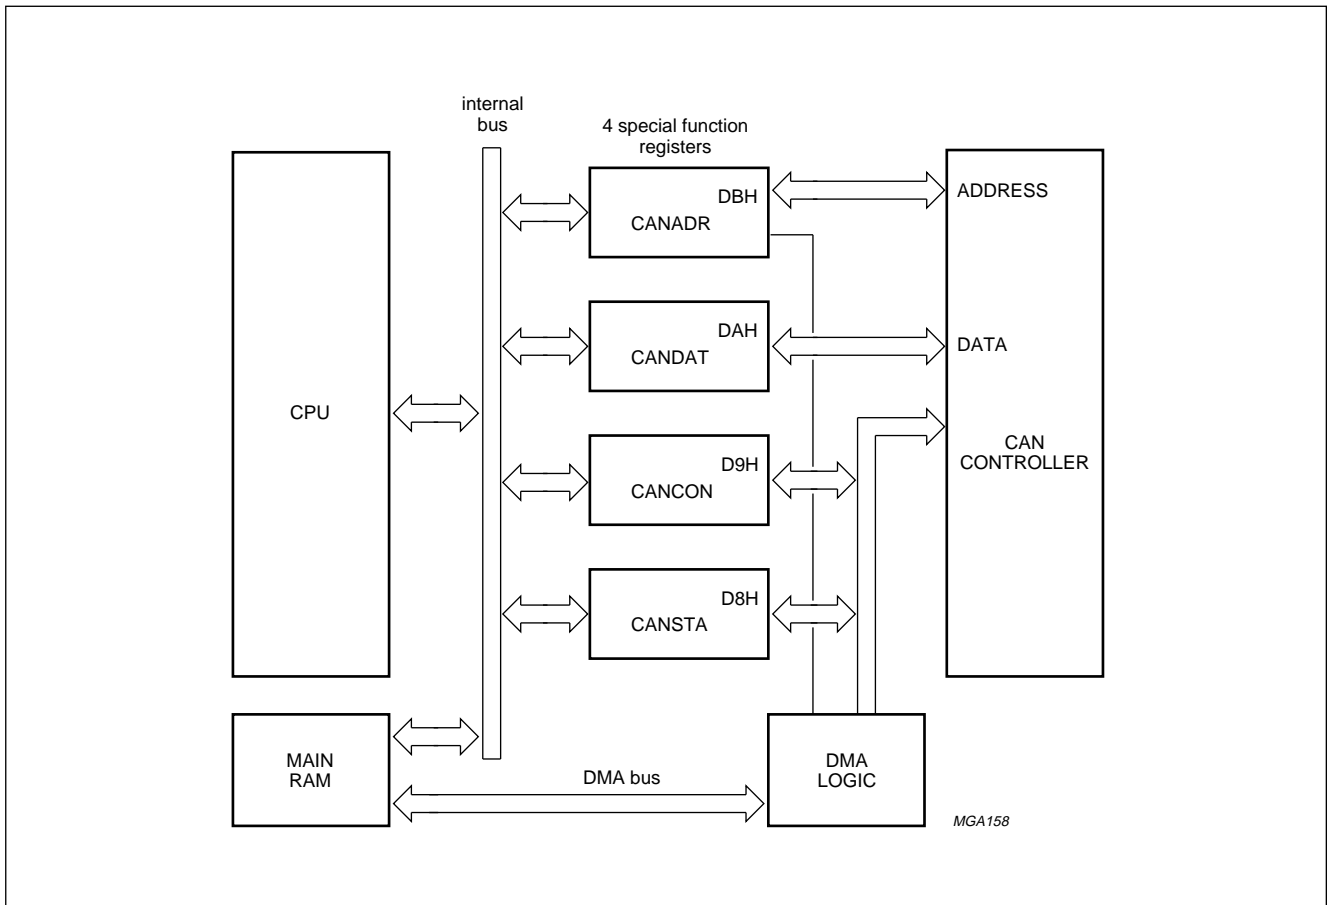 internal
bus
4 special function
registers
DBH
CANADR
ADDRESS
DAH
CANDAT
DATA
CPU
D9H
CANCON
CAN
CONTROLLER
D8H
CANSTA
MAIN
RAM
DMA bus
DMA
LOGIC
MGA158